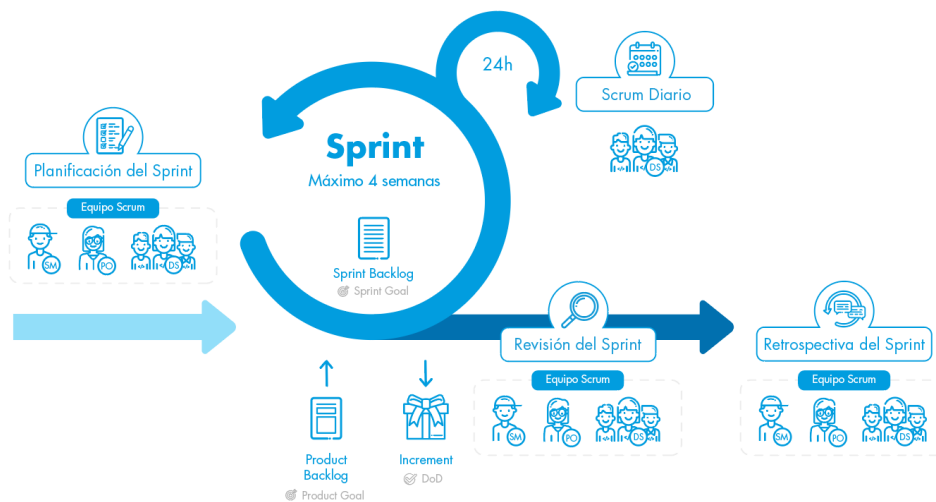 24h
Scrum Diario
DS
Sprint
Máximo 4 semanas
Planificación del Sprint
Equipo Scrum
SM
PO
DS
Sprint Backlog
Sprint Goal
Revisión del Sprint
Equipo Scrum
SM
PO
DS
Retrospectiva del Sprint
Equipo Scrum
SM
PO
DS
Product
Backlog
Product Goal
Increment
DoD